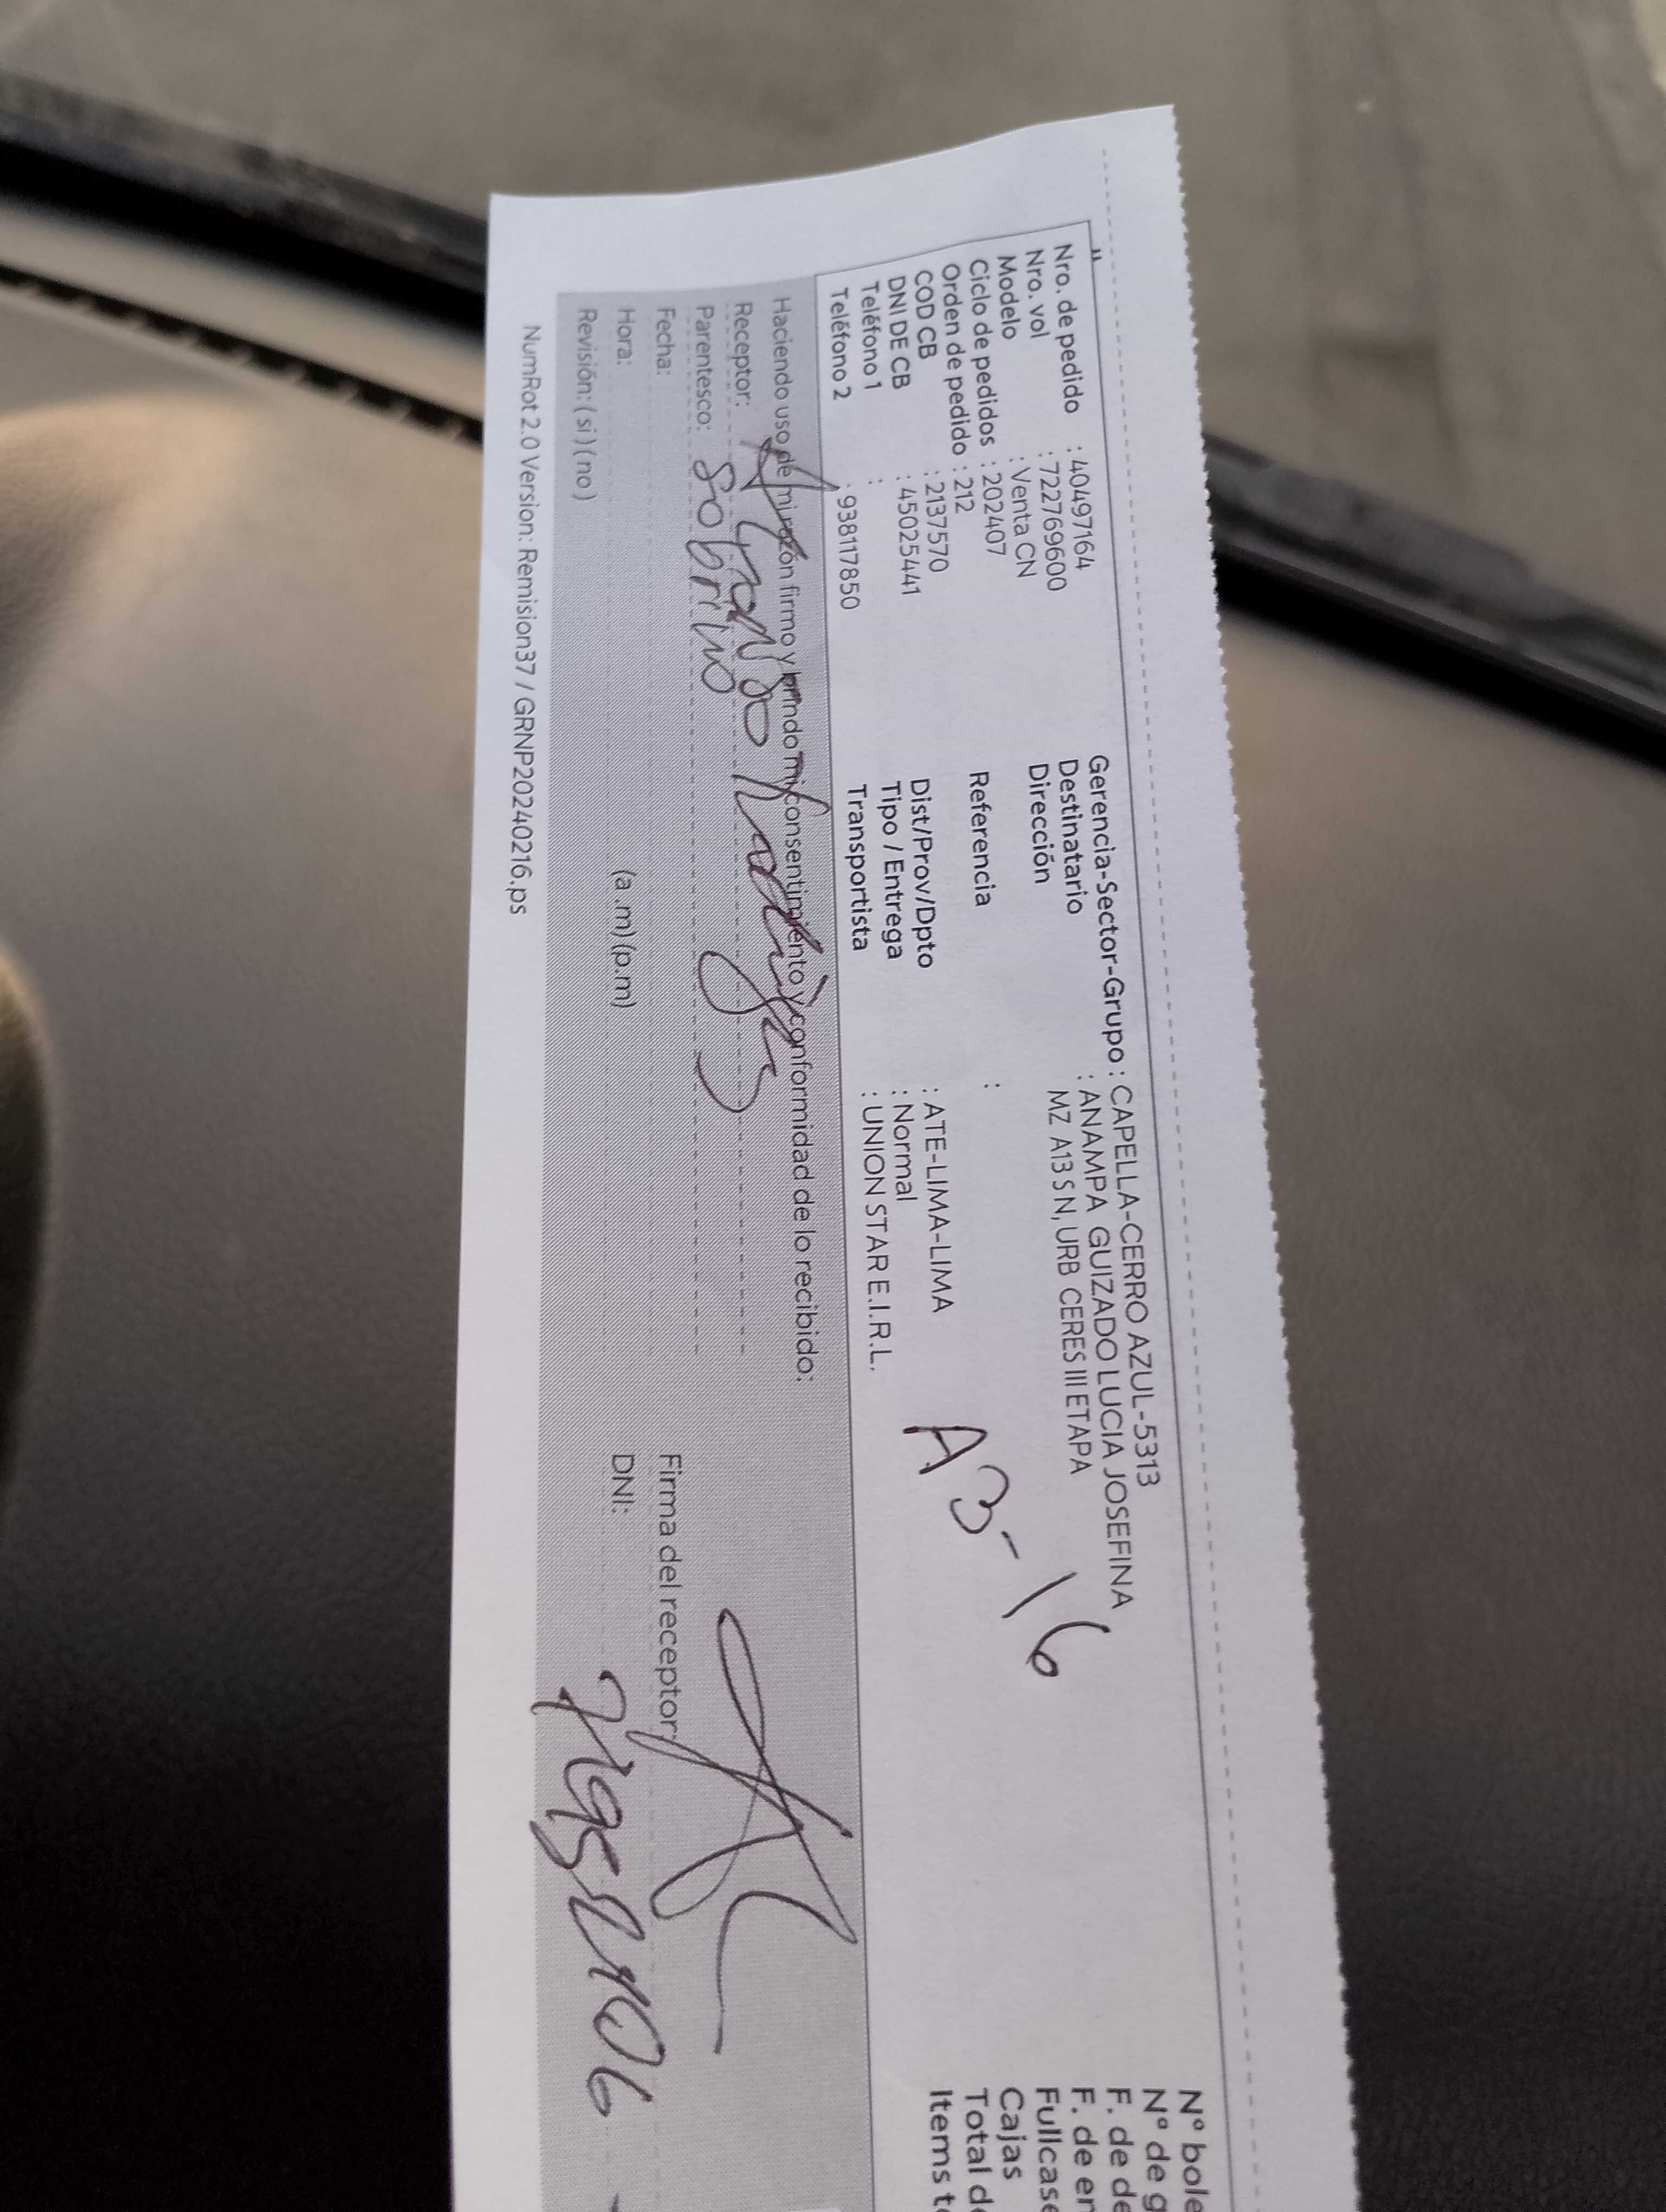 Nro. de pedido : 40497164
Nro. vol : 722769600
Modelo : Venta CN
Ciclo de pedidos : 202407
Orden de pedido : 212
COD CB : 2137570
DNI DE CB : 45025441
Teléfono 1 :
Teléfono 2 : 938117850
Gerencia-Sector-Grupo : CAPELLA-CERRO AZUL-5313
Destinatario : ANAMPA GUIZADO LUCIA JOSEFINA
Dirección MZ A13 S N, URB CERES III ETAPA
Referencia :
Dist/Prov/Dpto : ATE-LIMA-LIMA
Tipo / Entrega : Normal
Transportista : UNION STAR E.I.R.L.
A3-16
N° bole
N° de g
F. de de
F. de en
Fullcase
Cajas
Total de
Items t
Haciendo uso de mi razón firmo y brindo mi consentimiento y conformidad de lo recibido:
Receptor:
Parentesco: Sobrino
Fecha:
Hora: (a .m) (p.m)
Revisión: ( si ) ( no )
Firma del receptor:
DNI:
NumRot 2.0 Version: Remision37 / GRNP20240216.ps